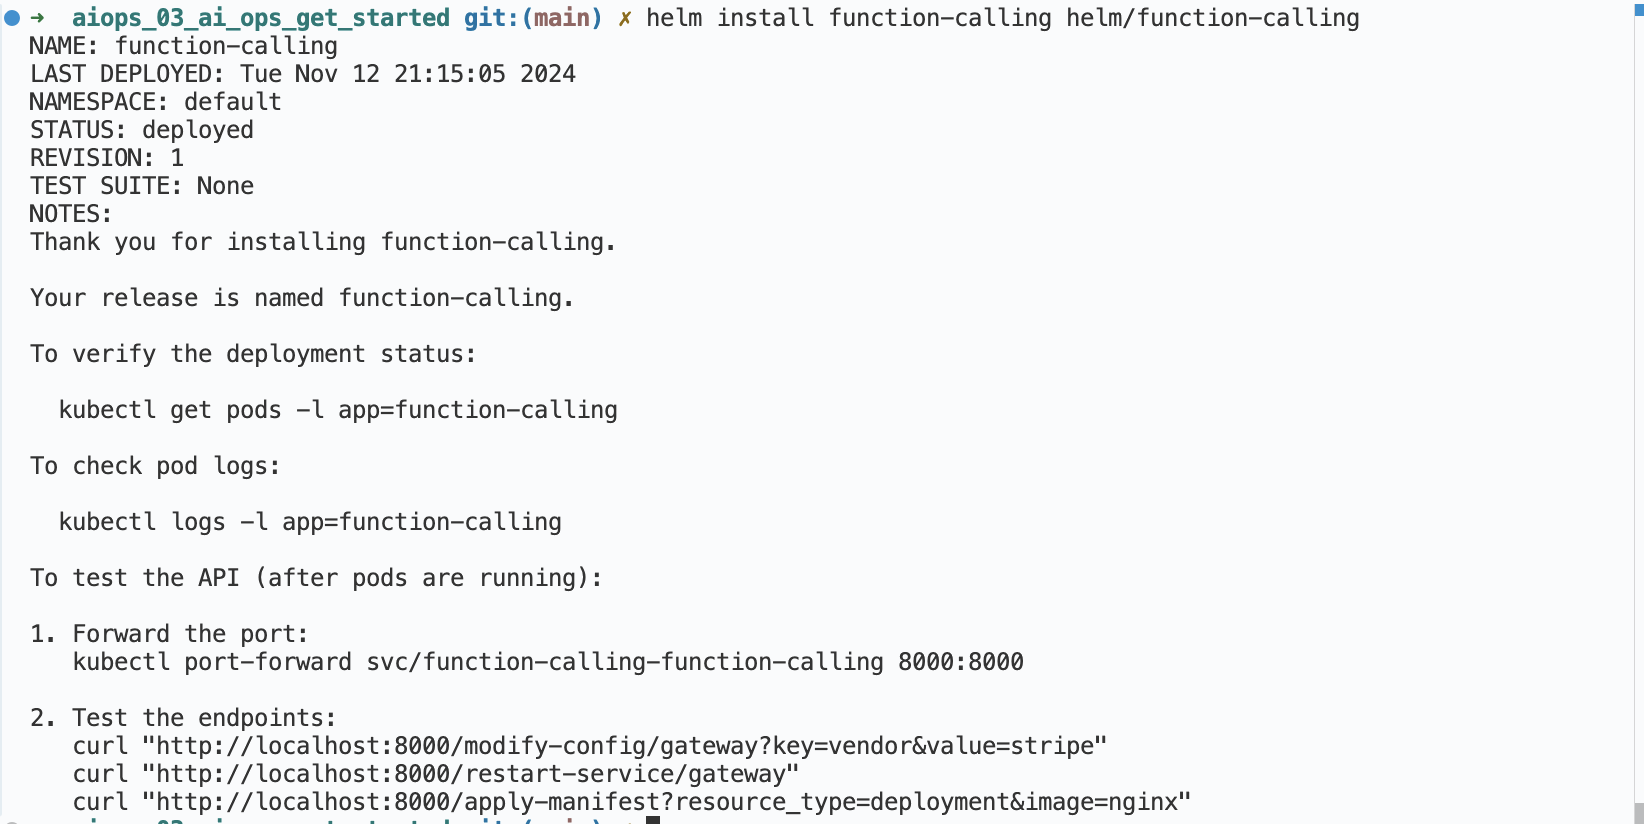 ➜ aiops_03_ai_ops_get_started git:(main) ✗ helm install function-calling helm/function-calling
NAME: function-calling
LAST DEPLOYED: Tue Nov 12 21:15:05 2024
NAMESPACE: default
STATUS: deployed
REVISION: 1
TEST SUITE: None
NOTES:
Thank you for installing function-calling.
Your release is named function-calling.
To verify the deployment status:
kubectl get pods -l app=function-calling
To check pod logs:
kubectl logs -l app=function-calling
To test the API (after pods are running):
1. Forward the port:
kubectl port-forward svc/function-calling-function-calling 8000:8000
2. Test the endpoints:
curl "http://localhost:8000/modify-config/gateway?key=vendor&value=stripe"
curl "http://localhost:8000/restart-service/gateway"
curl "http://localhost:8000/apply-manifest?resource_type=deployment&image=nginx"